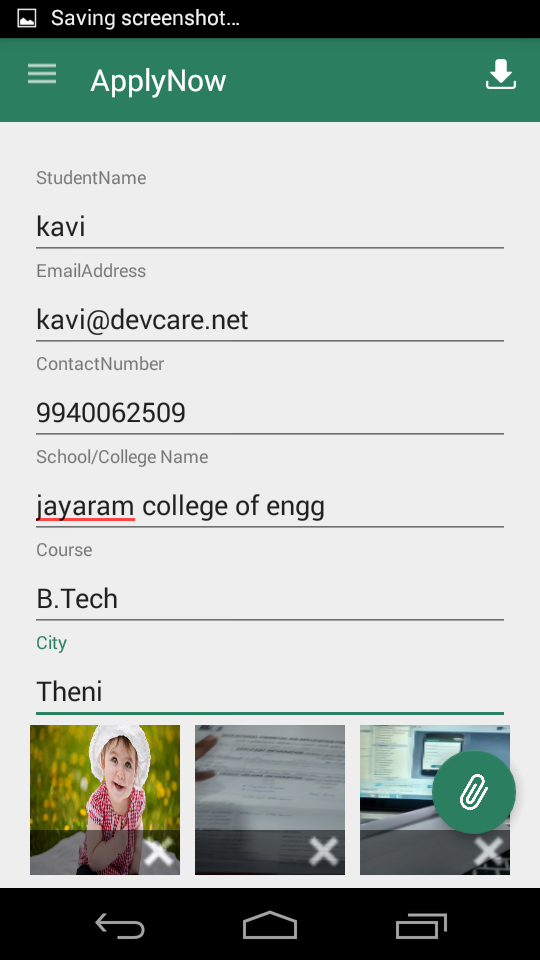 Saving screenshot...
ApplyNow
StudentName
kavi
EmailAddress
kavi@devcare.net
ContactNumber
9940062509
School/College Name
jayaram college of engg
Course
B.Tech
City
Theni